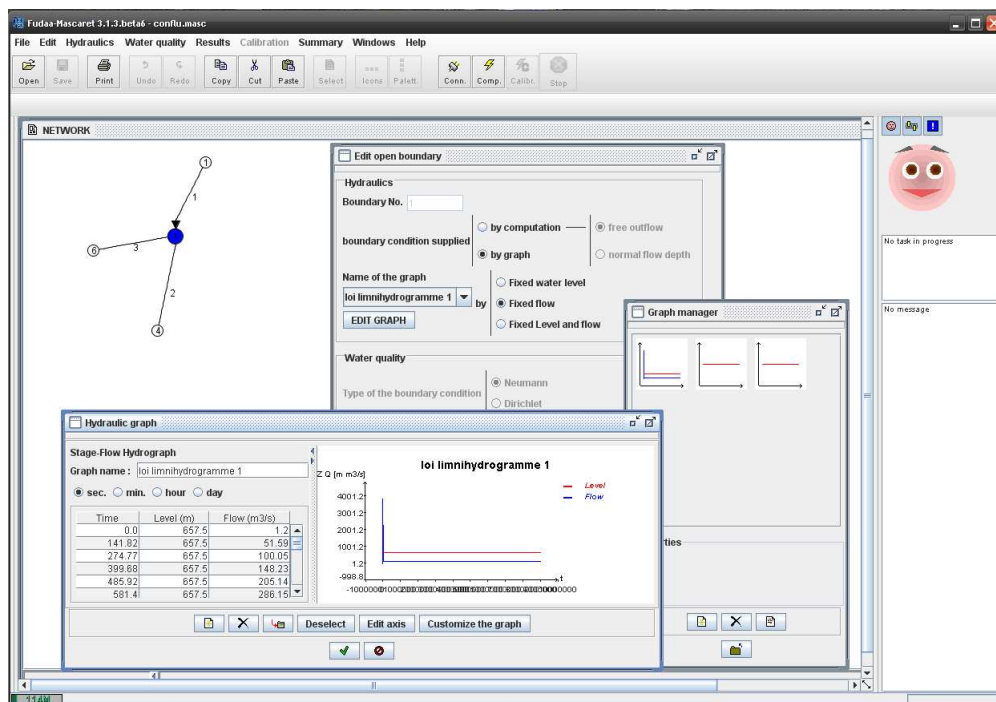 Fudaa-Mascaret 3.1.3.beta6 - conflu.masc
File Edit Hydraulics Water quality Results Calibration Summary Windows Help
Open Save Print Undo Redo Copy Cut Paste Select Icons Palett. Conn. Comp. Calibr. Stop
NETWORK
1
1
6
3
2
4
Edit open boundary
Hydraulics
Boundary No. 1
boundary condition supplied
by computation
free outflow
by graph
normal flow depth
Name of the graph
loi limnihydrogramme 1
by
Fixed water level
Fixed flow
Fixed Level and flow
EDIT GRAPH
Water quality
Type of the boundary condition
Neumann
Dirichlet
Graph manager
No task in progress
No message
Hydraulic graph
Stage-Flow Hydrograph
Graph name : loi limnihydrogramme 1
sec. min. hour day
Time Level (m) Flow (m3/s)
0.0 657.5 1.2
141.82 657.5 51.59
274.77 657.5 100.05
399.68 657.5 148.23
485.92 657.5 205.14
581.4 657.5 286.15
loi limnihydrogramme 1
Z Q [m m3/s]
Level
Flow
4001.2
3001.2
2001.2
1001.2
1.2
-998.8
t
Deselect Edit axis Customize the graph
rties